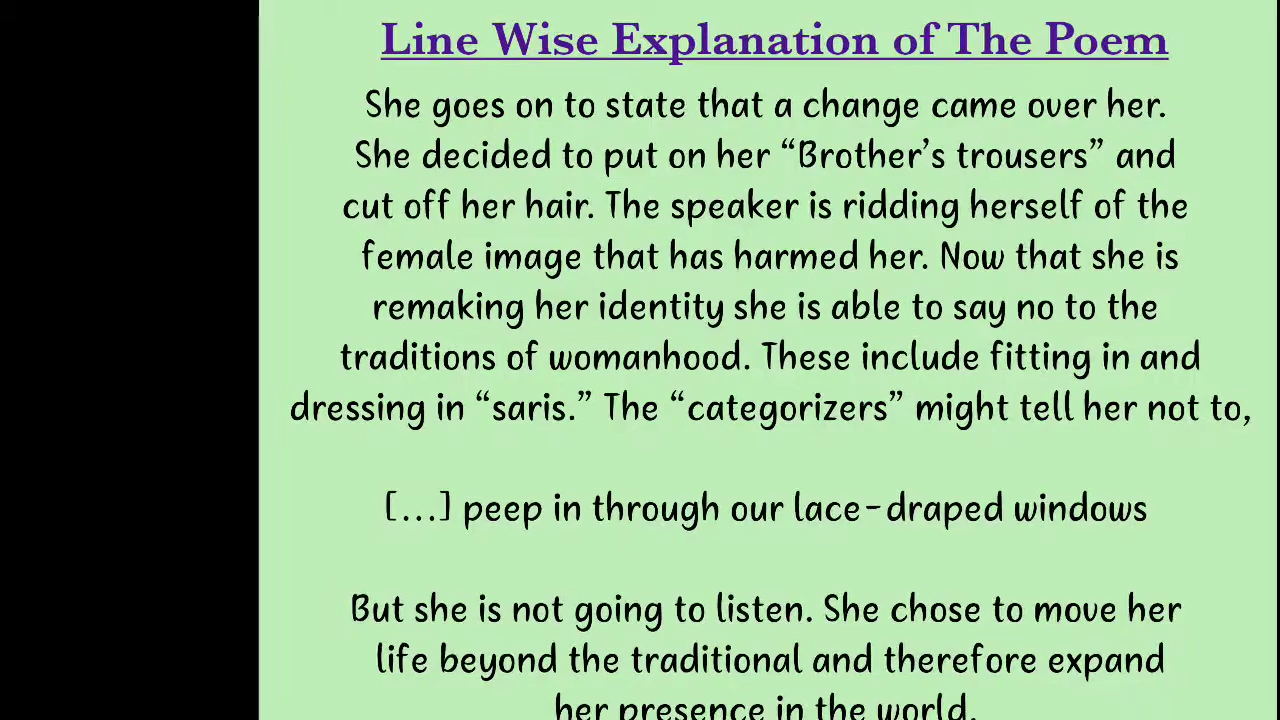 Line Wise Explanation of The Poem
She goes on to state that a change came over her.
She decided to put on her “Brother’s trousers” and
cut off her hair. The speaker is ridding herself of the
female image that has harmed her. Now that she is
remaking her identity she is able to say no to the
traditions of womanhood. These include fitting in and
dressing in “saris.” The “categorizers” might tell her not to,
[...] peep in through our lace-draped windows
But she is not going to listen. She chose to move her
life beyond the traditional and therefore expand
her presence in the world.